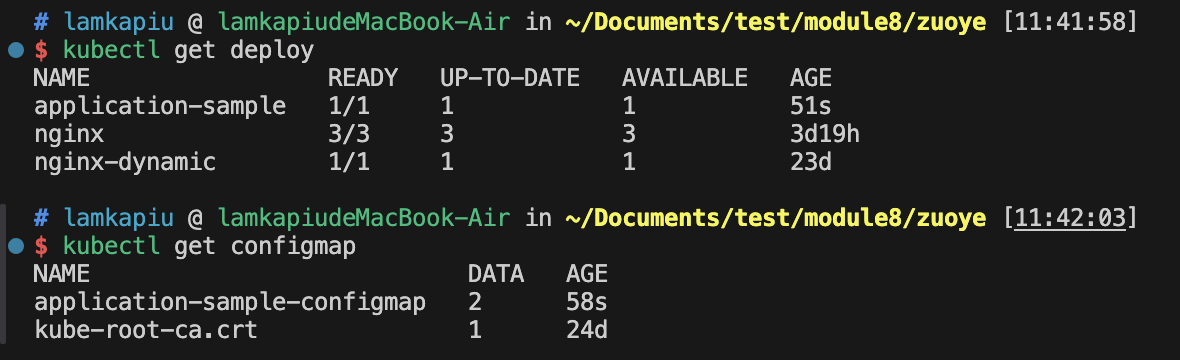 # lamkapiu @ lamkapiudeMacBook-Air in ~/Documents/test/module8/zuoye [11:41:58]
$ kubectl get deploy
NAME READY UP-TO-DATE AVAILABLE AGE
application-sample 1/1 1 1 51s
nginx 3/3 3 3 3d19h
nginx-dynamic 1/1 1 1 23d
# lamkapiu @ lamkapiudeMacBook-Air in ~/Documents/test/module8/zuoye [11:42:03]
$ kubectl get configmap
NAME DATA AGE
application-sample-configmap 2 58s
kube-root-ca.crt 1 24d